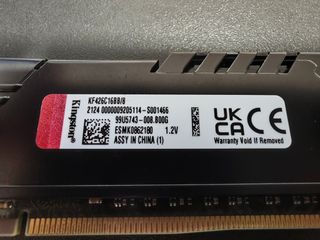 Kingston
KF426C16BB/8
2124 0000009205114-S001466
99U5743-008.B00G
ESMK0862180 1.2V
ASSY IN CHINA (1)
UK
CA CE
Warranty Void If Removed